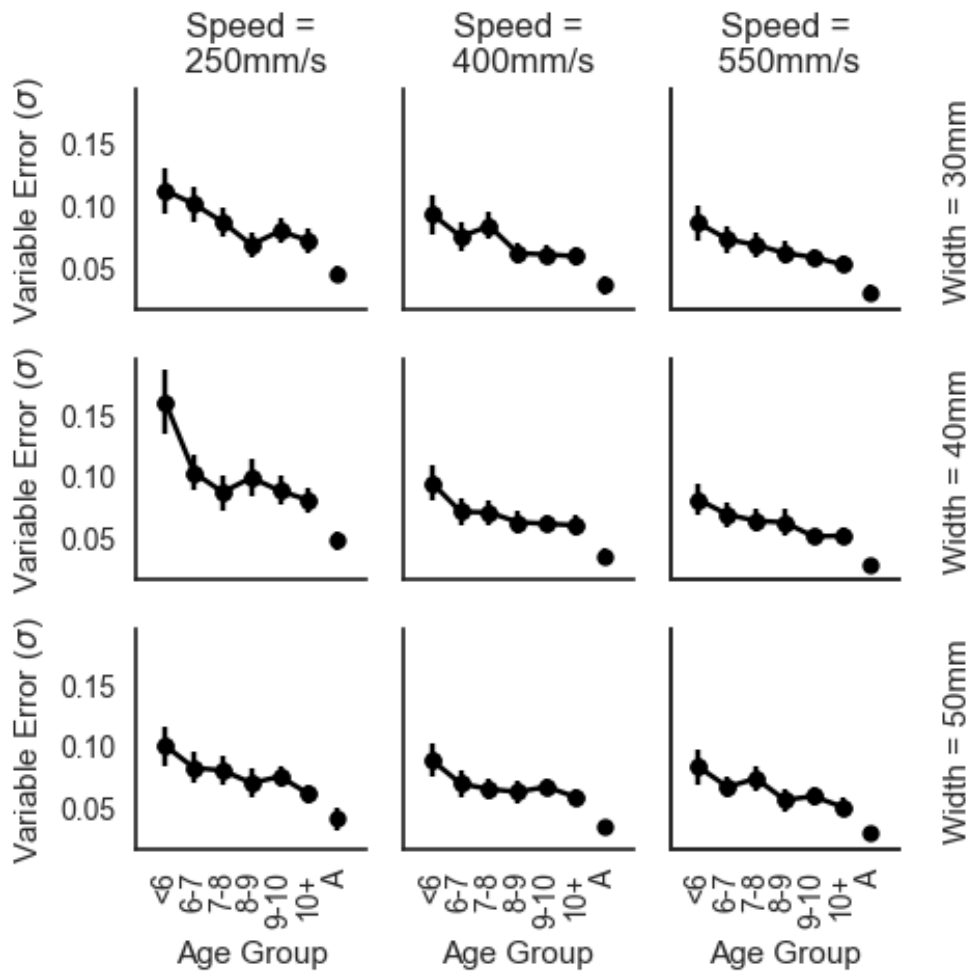 Speed =
250mm/s
Speed =
400mm/s
Speed =
550mm/s
Variable Error (σ)
0.15
0.10
0.05
Width = 30mm
Variable Error (σ)
0.15
0.10
0.05
Width = 40mm
Variable Error (σ)
0.15
0.10
0.05
Width = 50mm
<6
6-7
7-8
8-9
9-10
10+
A
<6
6-7
7-8
8-9
9-10
10+
A
<6
6-7
7-8
8-9
9-10
10+
A
Age Group
Age Group
Age Group